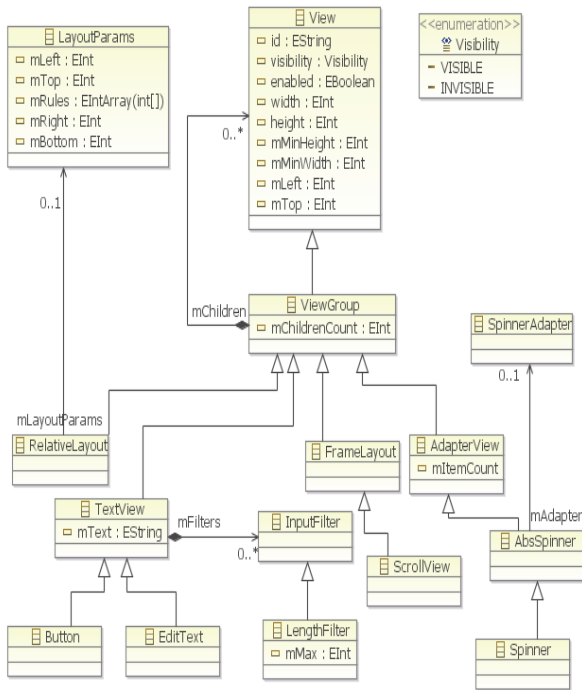 LayoutParams
mLeft : EInt
mTop : EInt
mRules : EIntArray(int[])
mRight : EInt
mBottom : EInt
View
id : EString
visibility : Visibility
enabled : EBoolean
width : EInt
height : EInt
mMinHeight : EInt
mMinWidth : EInt
mLeft : EInt
mTop : EInt
<<enumeration>>
Visibility
VISIBLE
INVISIBLE
0..*
0..1
mChildren
ViewGroup
mChildrenCount : EInt
SpinnerAdapter
0..1
mLayoutParams
RelativeLayout
FrameLayout
AdapterView
mItemCount
TextView
mText : EString
mFilters
0..*
InputFilter
mAdapter
AbsSpinner
ScrollView
Button
EditText
LengthFilter
mMax : EInt
Spinner